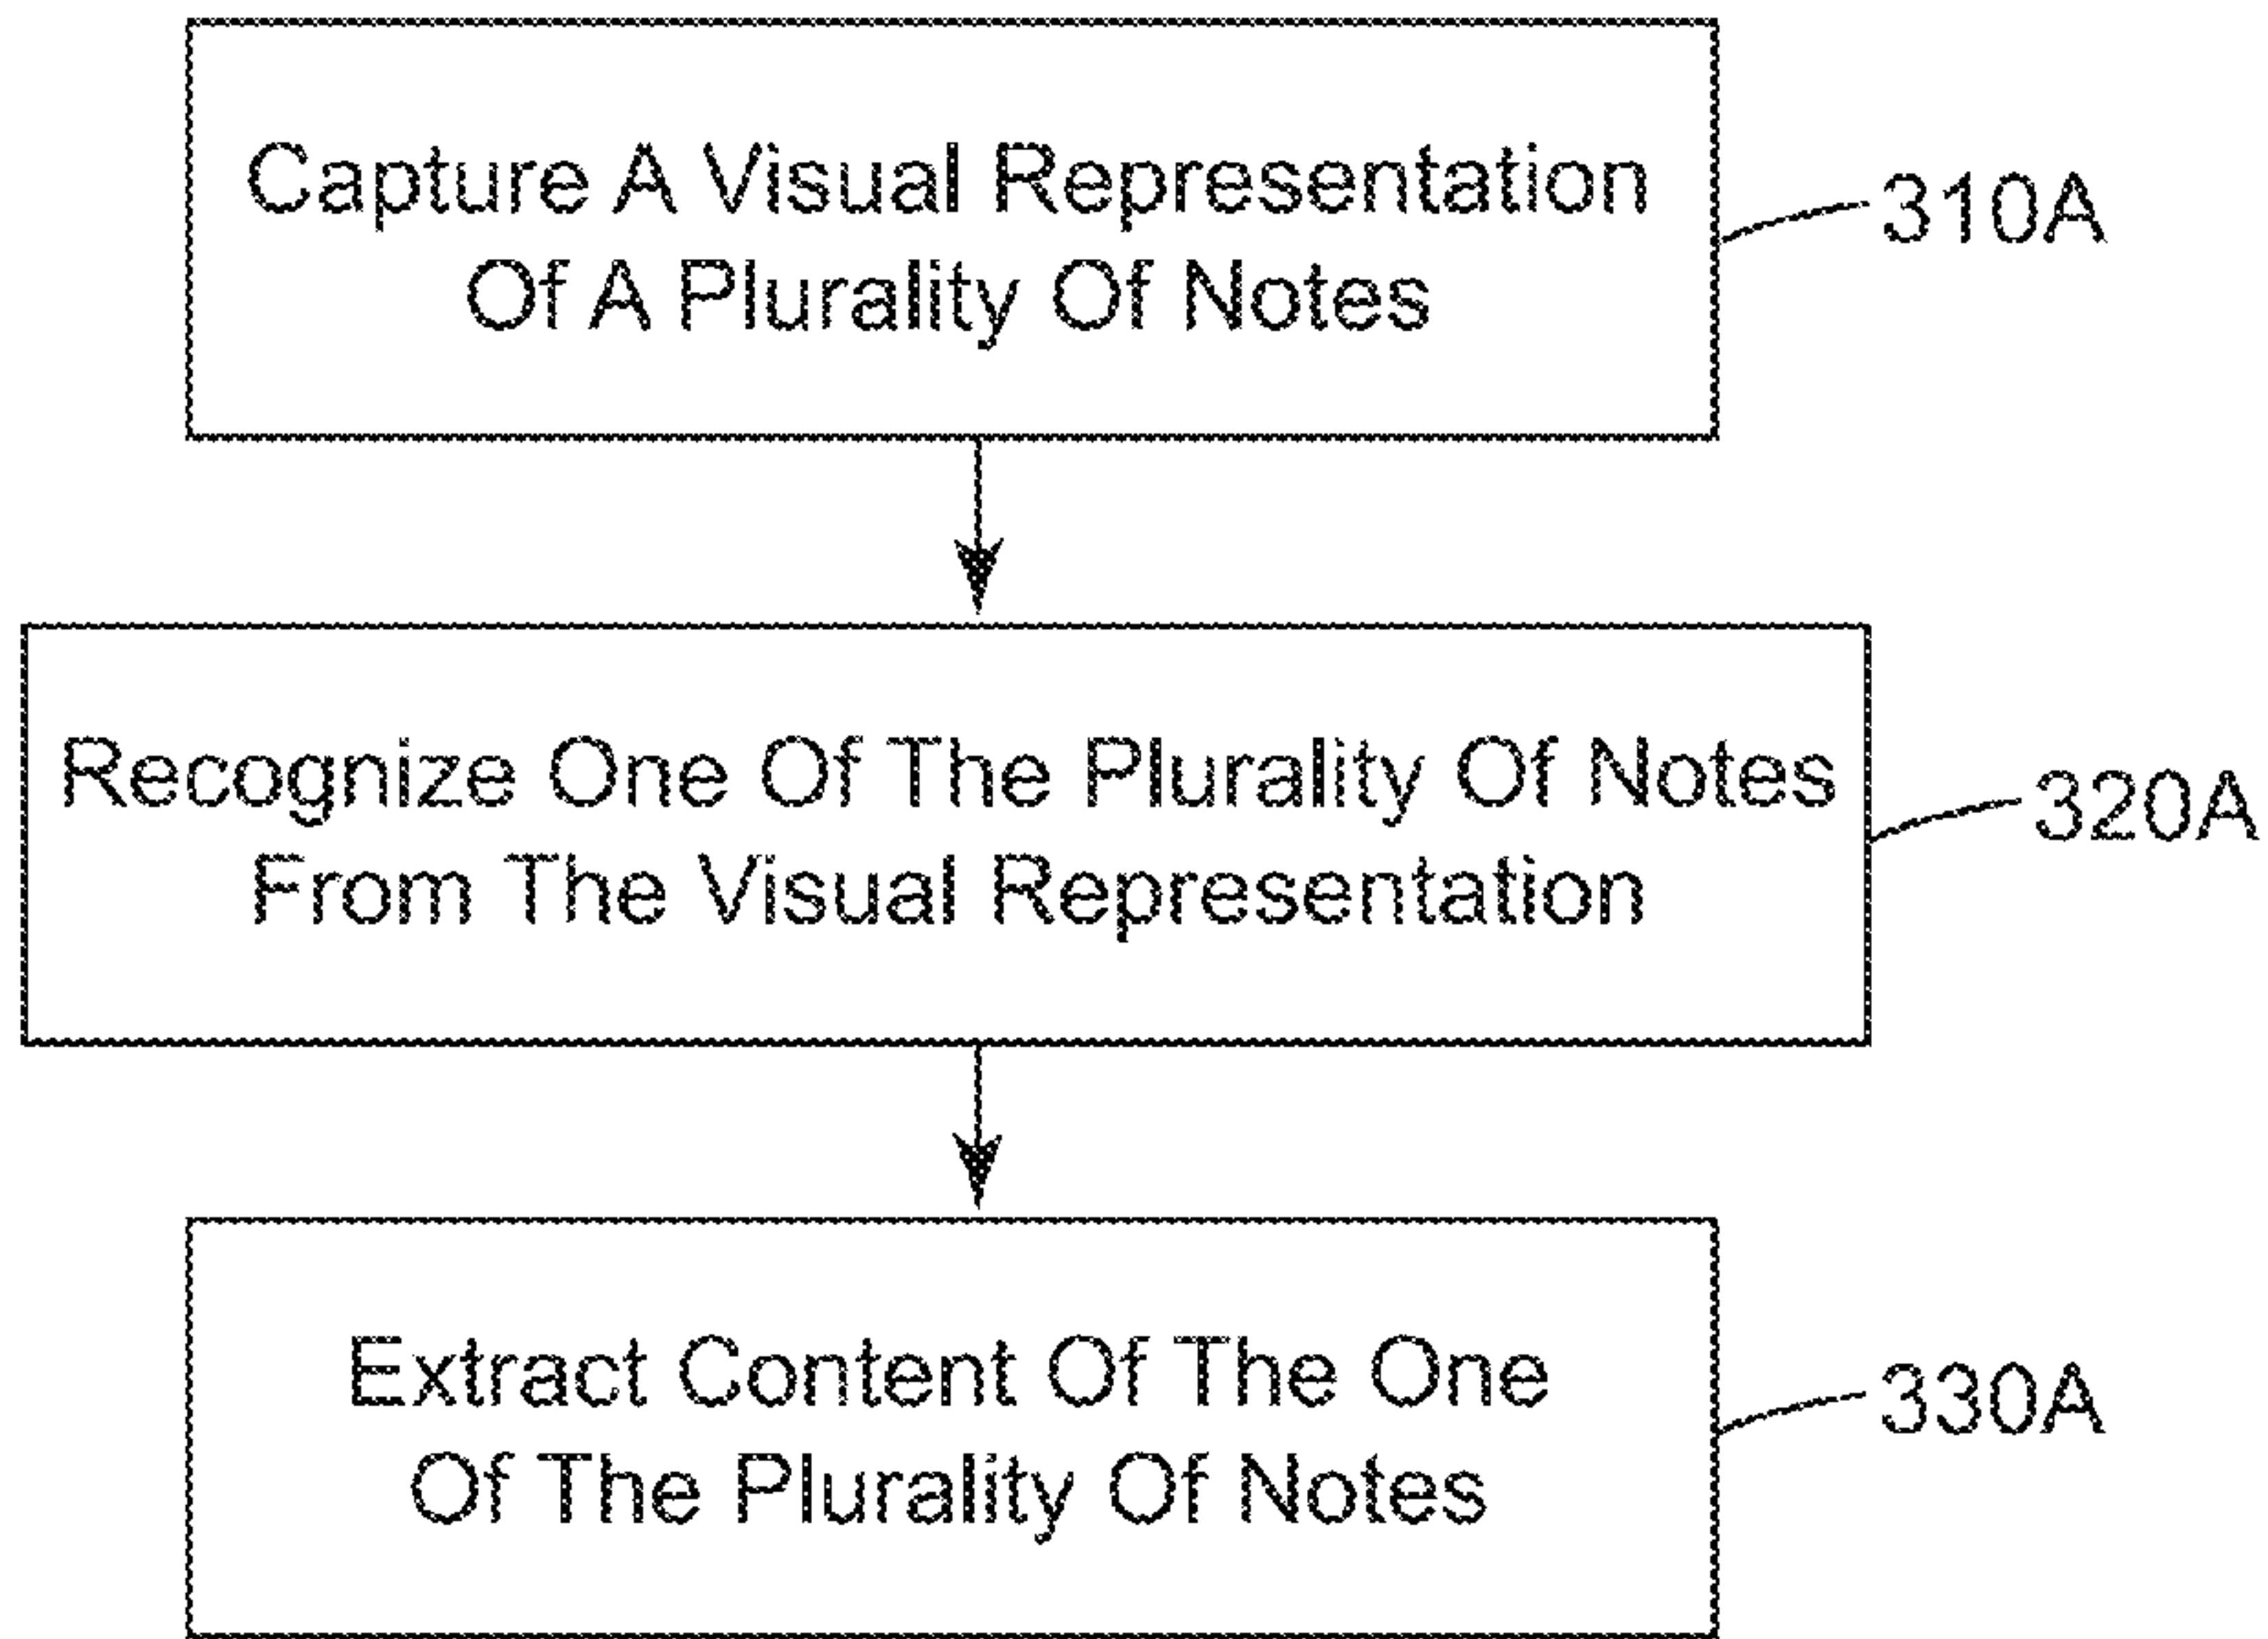 Capture A Visual Representation
Of A Plurality Of Notes
310A
Recognize One Of The Plurality Of Notes
From The Visual Representation
320A
Extract Content Of The One
Of The Plurality Of Notes
330A